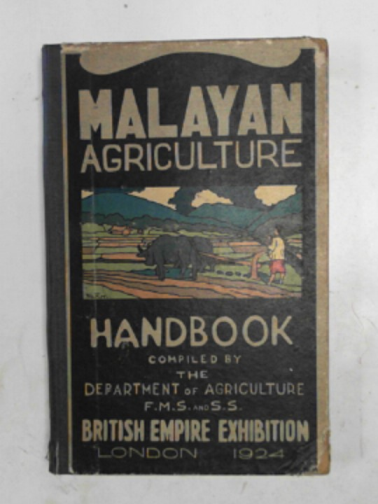 MALAYAN
AGRICULTURE
HANDBOOK
COMPILED BY
THE
DEPARTMENT OF AGRICULTURE
F.M.S. AND S.S.
BRITISH EMPIRE EXHIBITION
LONDON 1924